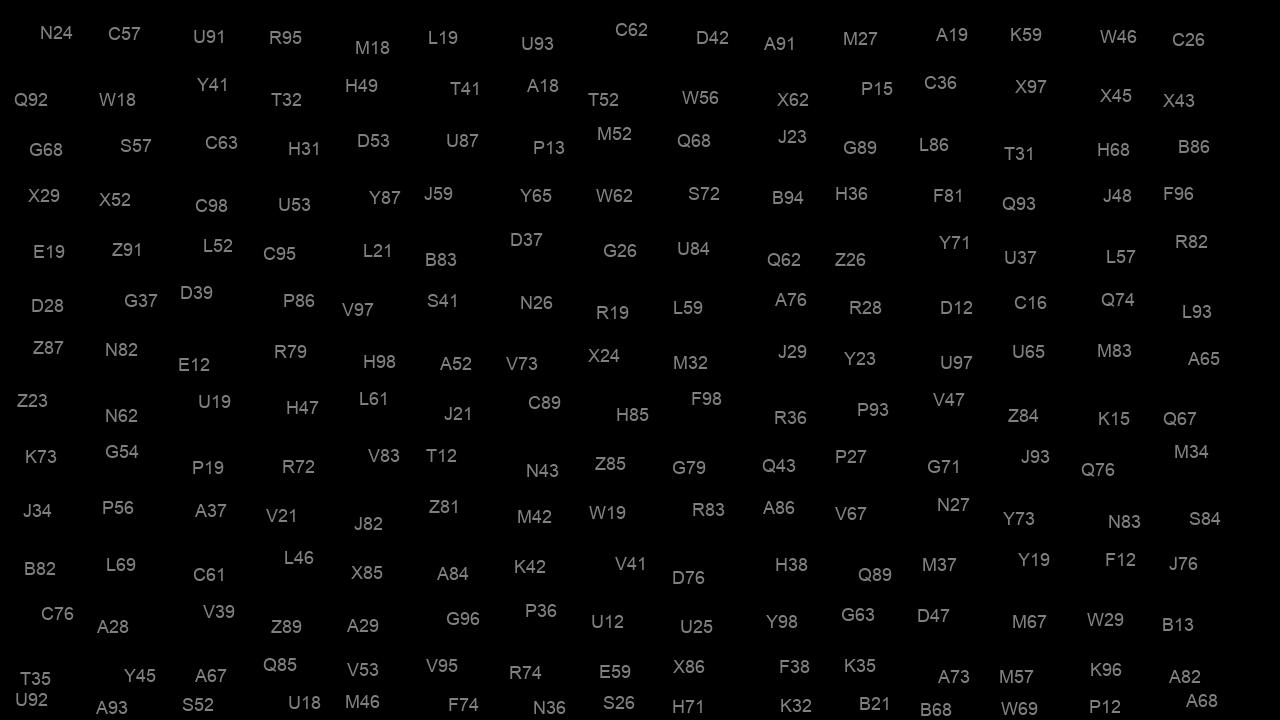 N24 C57 U91 R95 M18 L19 U93 C62 D42 A91 M27 A19 K59 W46 C26
Q92 W18 Y41 T32 H49 T41 A18 T52 W56 X62 P15 C36 X97 X45 X43
G68 S57 C63 H31 D53 U87 P13 M52 Q68 J23 G89 L86 T31 H68 B86
X29 X52 C98 U53 Y87 J59 Y65 W62 S72 B94 H36 F81 Q93 J48 F96
E19 Z91 L52 C95 L21 B83 D37 G26 U84 Q62 Z26 Y71 U37 L57 R82
D28 G37 D39 P86 V97 S41 N26 R19 L59 A76 R28 D12 C16 Q74 L93
Z87 N82 E12 R79 H98 A52 V73 X24 M32 J29 Y23 U97 U65 M83 A65
Z23 N62 U19 H47 L61 J21 C89 H85 F98 R36 P93 V47 Z84 K15 Q67
K73 G54 P19 R72 V83 T12 N43 Z85 G79 Q43 P27 G71 J93 Q76 M34
J34 P56 A37 V21 J82 Z81 M42 W19 R83 A86 V67 N27 Y73 N83 S84
B82 L69 C61 L46 X85 A84 K42 V41 D76 H38 Q89 M37 Y19 F12 J76
C76 A28 V39 Z89 A29 G96 P36 U12 U25 Y98 G63 D47 M67 W29 B13
T35 Y45 A67 Q85 V53 V95 R74 E59 X86 F38 K35 A73 M57 K96 A82
U92 A93 S52 U18 M46 F74 N36 S26 H71 K32 B21 B68 W69 P12 A68